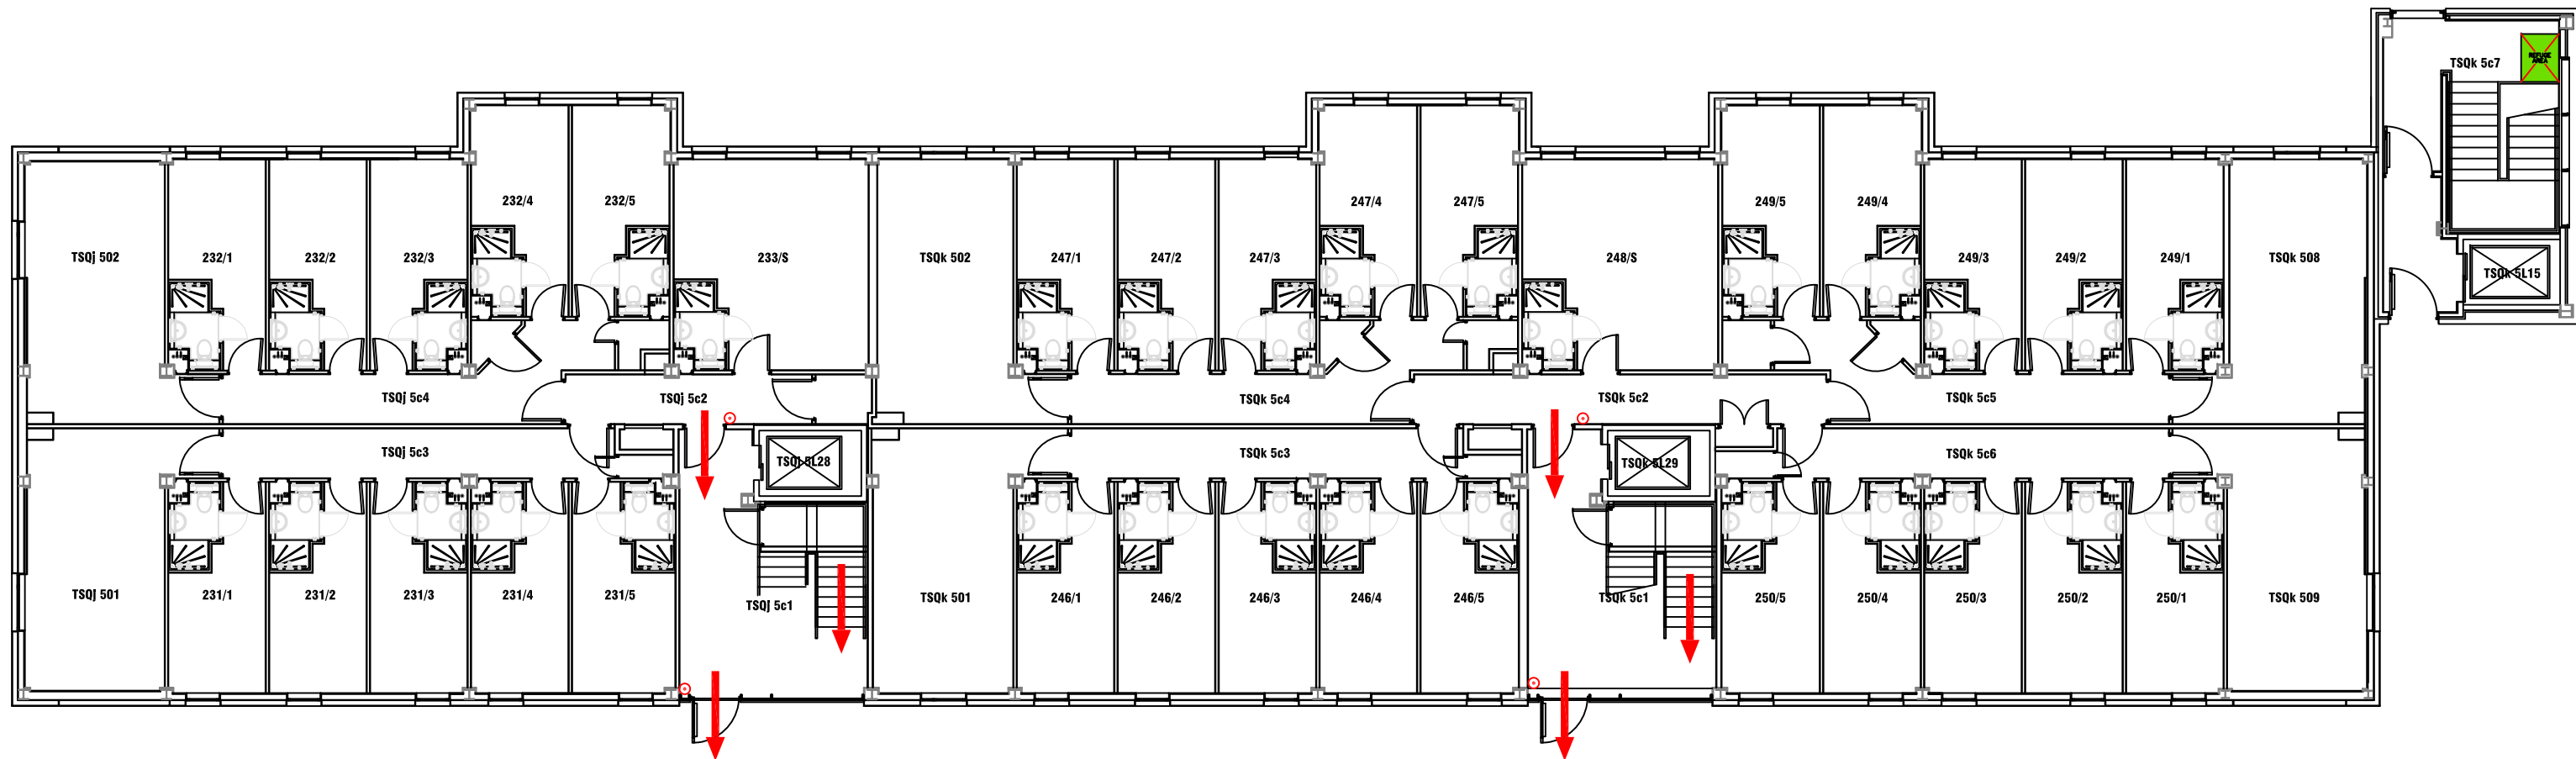 REFUGE
AREA
TSQk 5c7
232/4
232/5
247/4
247/5
249/5
249/4
TSQj 502
232/1
232/2
232/3
233/S
TSQk 502
247/1
247/2
247/3
248/S
249/3
249/2
249/1
TSQk 508
TSQk 5L15
TSQj 5c4
TSQj 5c2
TSQk 5c4
TSQk 5c2
TSQk 5c5
TSQj 5c3
TSQj 5L28
TSQk 5c3
TSQk 5L29
TSQk 5c6
TSQj 501
231/1
231/2
231/3
231/4
231/5
TSQj 5c1
TSQk 501
246/1
246/2
246/3
246/4
246/5
TSQk 5c1
250/5
250/4
250/3
250/2
250/1
TSQk 509